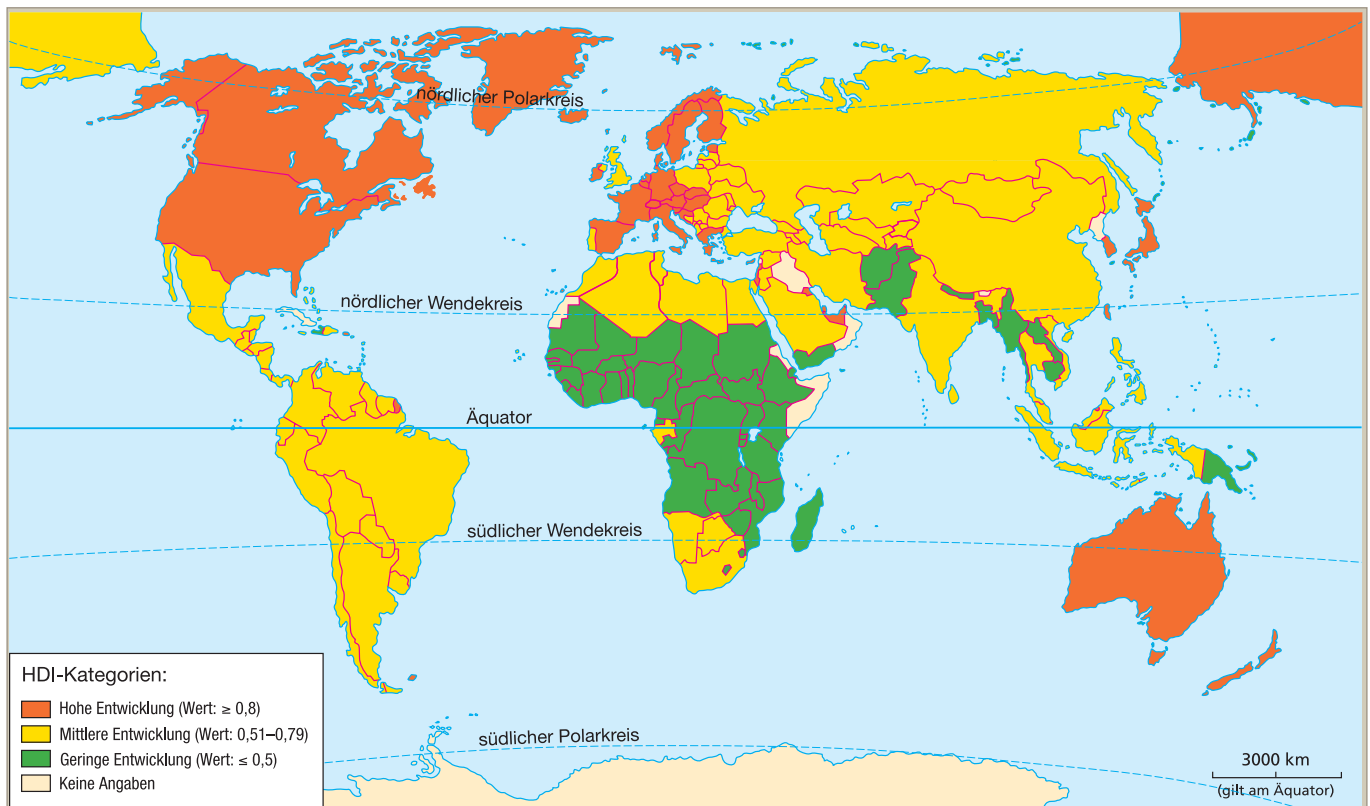 nördlicher Polarkreis
nördlicher Wendekreis
Äquator
südlicher Wendekreis
südlicher Polarkreis
HDI-Kategorien:
Hohe Entwicklung (Wert: ≥ 0,8)
Mittlere Entwicklung (Wert: 0,51–0,79)
Geringe Entwicklung (Wert: ≤ 0,5)
Keine Angaben
3000 km
(gilt am Äquator)